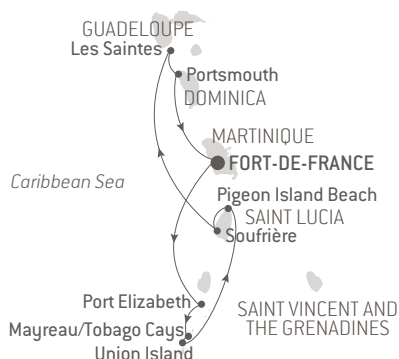 GUADELOUPE
Les Saintes
Portsmouth
DOMINICA
MARTINIQUE
FORT-DE-FRANCE
Caribbean Sea
Pigeon Island Beach
SAINT LUCIA
Soufrière
Port Elizabeth
SAINT VINCENT AND
THE GRENADINES
Mayreau/Tobago Cays
Union Island